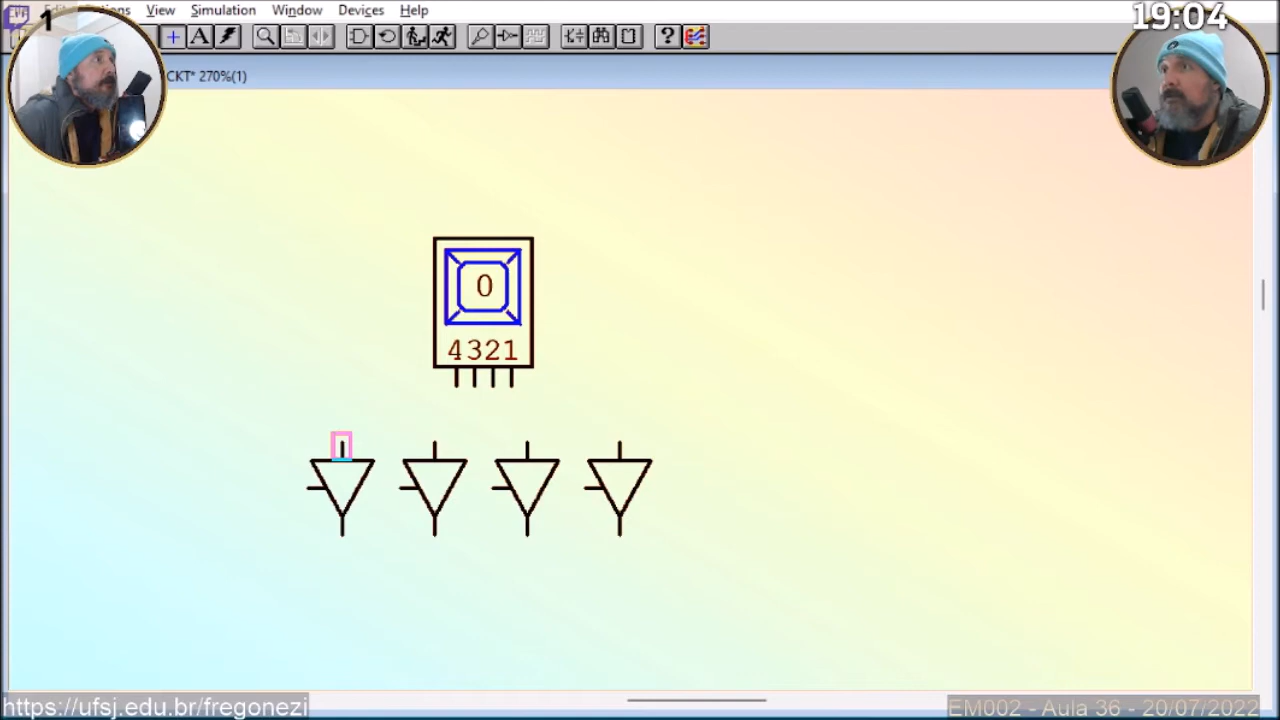 View Simulation Window Devices Help
1
19:04
CKT* 270%(1)
0
4321
https://ufsj.edu.br/fregonezi
EM002 - Aula 36 - 20/07/2022